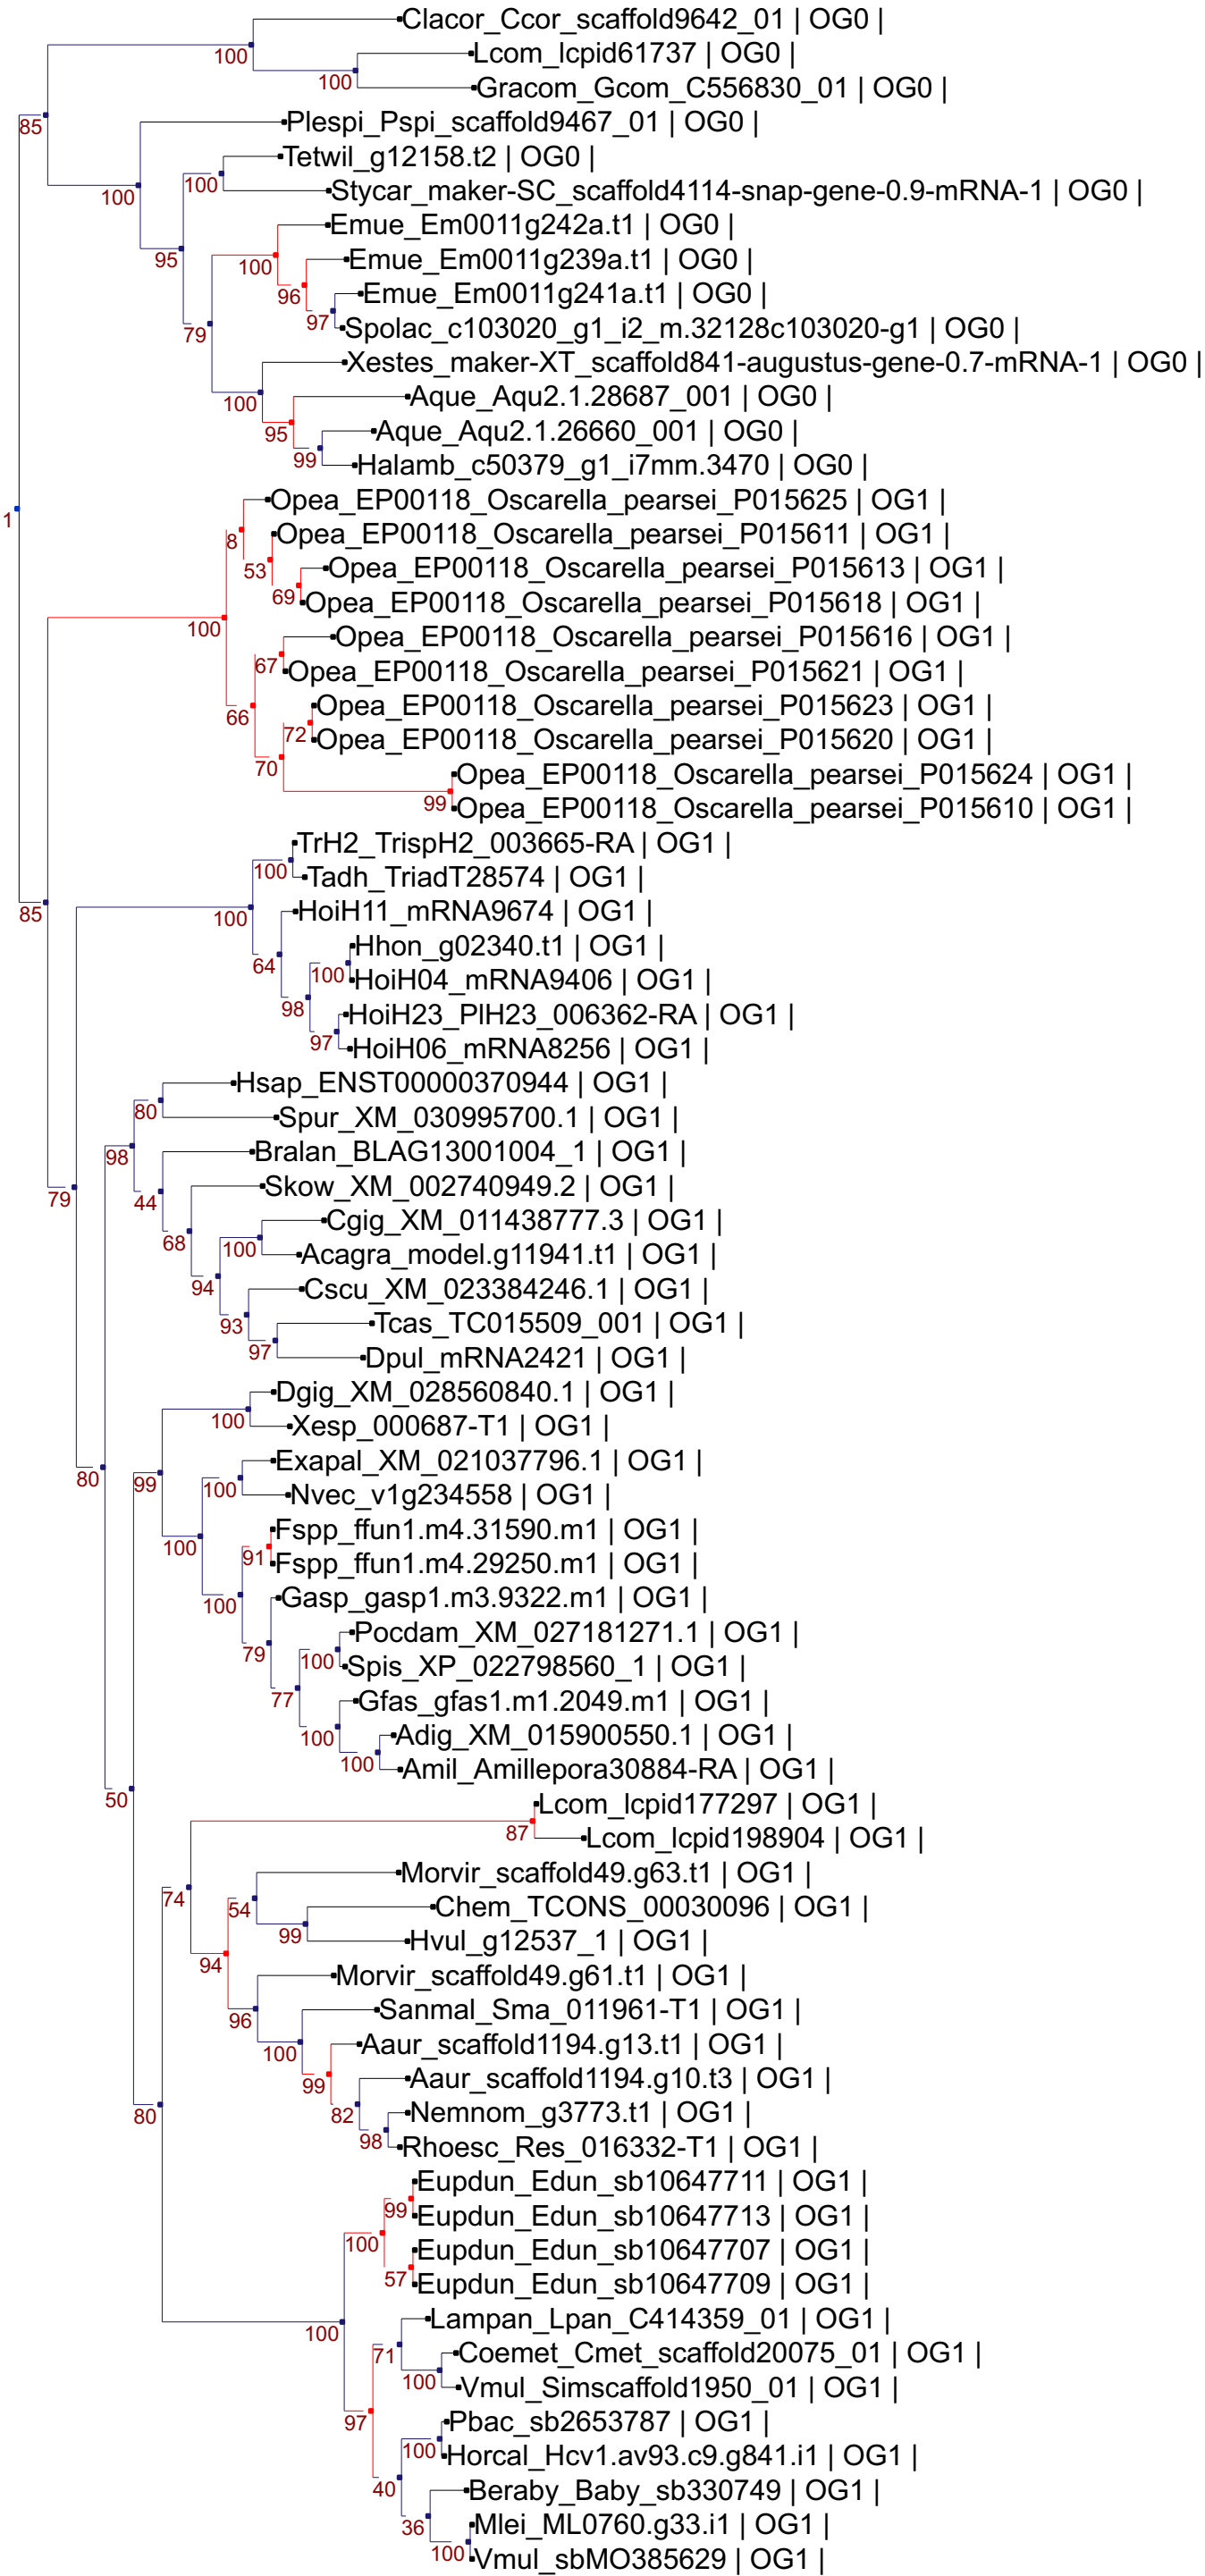 Clacor_Ccor_scaffold9642_01 | OG0 |
100
Lcom_lcpid61737 | OG0 |
100
Gracom_Gcom_C556830_01 | OG0 |
85
Plespi_Pspi_scaffold9467_01 | OG0 |
Tetwil_g12158.t2 | OG0 |
100
100
Stycar_maker-SC_scaffold4114-snap-gene-0.9-mRNA-1 | OG0 |
Emue_Em0011g242a.t1 | OG0 |
95
100
Emue_Em0011g239a.t1 | OG0 |
96
Emue_Em0011g241a.t1 | OG0 |
79
97
Spolac_c103020_g1_i2_m.32128c103020-g1 | OG0 |
Xestes_maker-XT_scaffold841-augustus-gene-0.7-mRNA-1 | OG0 |
100
Aque_Aqu2.1.28687_001 | OG0 |
95
Aque_Aqu2.1.26660_001 | OG0 |
99
Halamb_c50379_g1_i7mm.3470 | OG0 |
Opea_EP00118_Oscarella_pearsei_P015625 | OG1 |
1
8
Opea_EP00118_Oscarella_pearsei_P015611 | OG1 |
53
Opea_EP00118_Oscarella_pearsei_P015613 | OG1 |
69
Opea_EP00118_Oscarella_pearsei_P015618 | OG1 |
100
Opea_EP00118_Oscarella_pearsei_P015616 | OG1 |
67
Opea_EP00118_Oscarella_pearsei_P015621 | OG1 |
66
Opea_EP00118_Oscarella_pearsei_P015623 | OG1 |
72
Opea_EP00118_Oscarella_pearsei_P015620 | OG1 |
70
Opea_EP00118_Oscarella_pearsei_P015624 | OG1 |
99
Opea_EP00118_Oscarella_pearsei_P015610 | OG1 |
TrH2_TrispH2_003665-RA | OG1 |
100
Tadh_TriadT28574 | OG1 |
85
100
HoiH11_mRNA9674 | OG1 |
Hhon_g02340.t1 | OG1 |
64
100
HoiH04_mRNA9406 | OG1 |
98
HoiH23_PlH23_006362-RA | OG1 |
97
HoiH06_mRNA8256 | OG1 |
Hsap_ENST00000370944 | OG1 |
80
Spur_XM_030995700.1 | OG1 |
98
Bralan_BLAG13001004_1 | OG1 |
79
44
Skow_XM_002740949.2 | OG1 |
68
Cgig_XM_011438777.3 | OG1 |
100
Acagra_model.g11941.t1 | OG1 |
94
Cscu_XM_023384246.1 | OG1 |
93
Tcas_TC015509_001 | OG1 |
97
Dpul_mRNA2421 | OG1 |
Dgig_XM_028560840.1 | OG1 |
100
Xesp_000687-T1 | OG1 |
80
99
Exapal_XM_021037796.1 | OG1 |
100
Nvec_v1g234558 | OG1 |
100
Fspp_ffun1.m4.31590.m1 | OG1 |
91
Fspp_ffun1.m4.29250.m1 | OG1 |
100
Gasp_gasp1.m3.9322.m1 | OG1 |
79
Pocdam_XM_027181271.1 | OG1 |
100
Spis_XP_022798560_1 | OG1 |
77
Gfas_gfas1.m1.2049.m1 | OG1 |
100
Adig_XM_015900550.1 | OG1 |
100
Amil_Amillepora30884-RA | OG1 |
50
Lcom_lcpid177297 | OG1 |
87
Lcom_lcpid198904 | OG1 |
Morvir_scaffold49.g63.t1 | OG1 |
74
54
Chem_TCONS_00030096 | OG1 |
99
Hvul_g12537_1 | OG1 |
94
Morvir_scaffold49.g61.t1 | OG1 |
96
Sanmal_Sma_011961-T1 | OG1 |
100
Aaur_scaffold1194.g13.t1 | OG1 |
99
Aaur_scaffold1194.g10.t3 | OG1 |
80
82
Nemnom_g3773.t1 | OG1 |
98
Rhoesc_Res_016332-T1 | OG1 |
Eupdun_Edun_sb10647711 | OG1 |
99
Eupdun_Edun_sb10647713 | OG1 |
100
Eupdun_Edun_sb10647707 | OG1 |
57
Eupdun_Edun_sb10647709 | OG1 |
100
Lampan_Lpan_C414359_01 | OG1 |
71
Coemet_Cmet_scaffold20075_01 | OG1 |
100
Vmul_Simscaffold1950_01 | OG1 |
97
Pbac_sb2653787 | OG1 |
100
Horcal_Hcv1.av93.c9.g841.i1 | OG1 |
40
Beraby_Baby_sb330749 | OG1 |
36
Mlei_ML0760.g33.i1 | OG1 |
100
Vmul_sbMO385629 | OG1 |